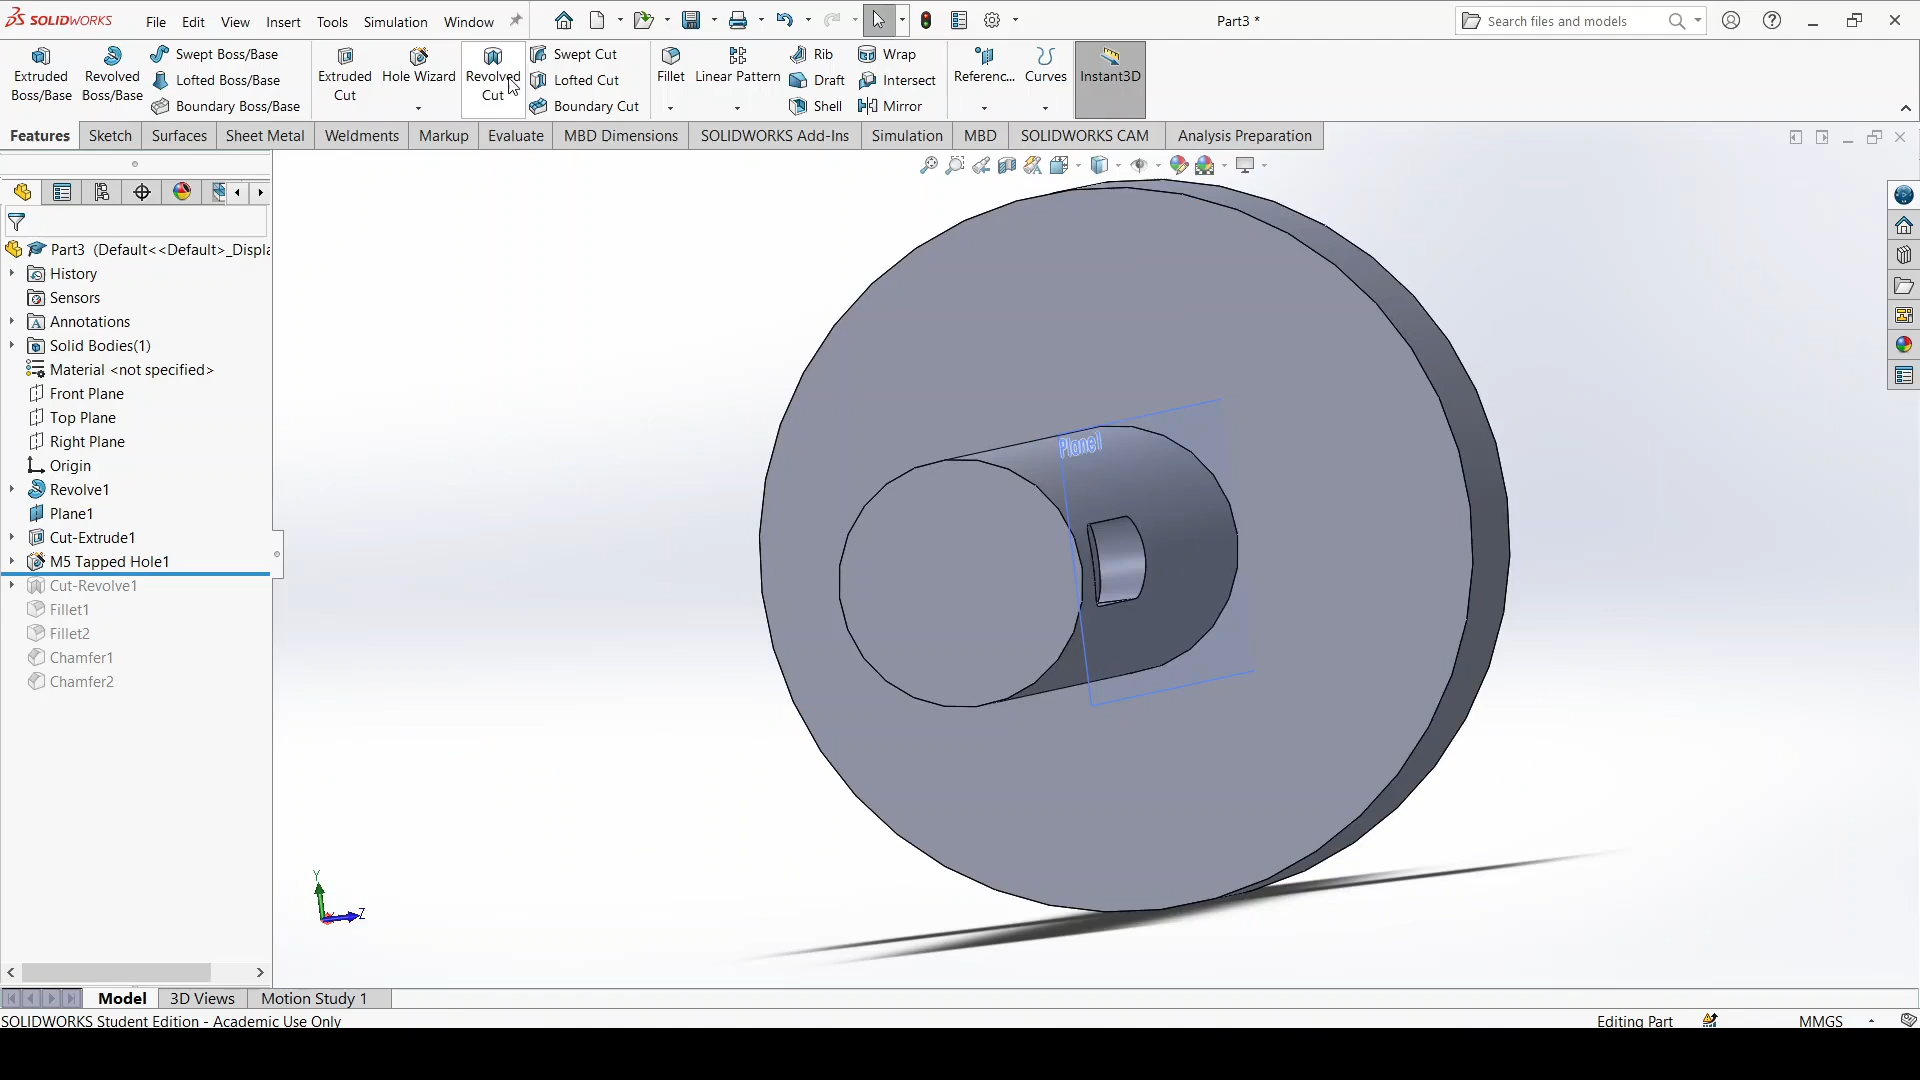 SOLIDWORKS File Edit View Insert Tools Simulation Window Part3 * Search files and models
Extruded Boss/Base
Revolved Boss/Base
Swept Boss/Base
Lofted Boss/Base
Boundary Boss/Base
Extruded Cut
Hole Wizard
Revolved Cut
Swept Cut
Lofted Cut
Boundary Cut
Fillet
Linear Pattern
Rib
Draft
Shell
Wrap
Intersect
Mirror
Referenc...
Curves
Instant3D
Features Sketch Surfaces Sheet Metal Weldments Markup Evaluate MBD Dimensions SOLIDWORKS Add-Ins Simulation MBD SOLIDWORKS CAM Analysis Preparation
Part3 (Default<<Default>_Displa
History
Sensors
Annotations
Solid Bodies(1)
Material <not specified>
Front Plane
Top Plane
Right Plane
Origin
Revolve1
Plane1
Cut-Extrude1
M5 Tapped Hole1
Cut-Revolve1
Fillet1
Fillet2
Chamfer1
Chamfer2
Plane1
Y
Z
Model 3D Views Motion Study 1
SOLIDWORKS Student Edition - Academic Use Only Editing Part MMGS